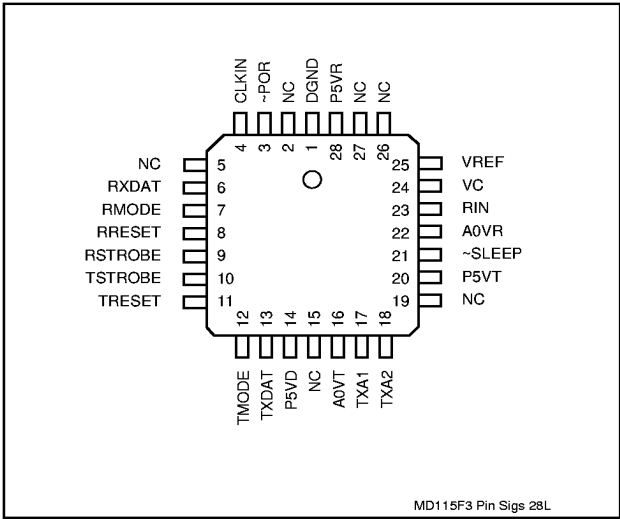 CLKIN
~POR
NC
DGND
P5VR
NC
NC
4
3
2
1
28
27
26
NC 5
RXDAT 6
RMODE 7
RRESET 8
RSTROBE 9
TSTROBE 10
TRESET 11
25 VREF
24 VC
23 RIN
22 A0VR
21 ~SLEEP
20 P5VT
19 NC
12
13
14
15
16
17
18
TMODE
TXDAT
P5VD
NC
A0VT
TXA1
TXA2
MD115F3 Pin Sigs 28L